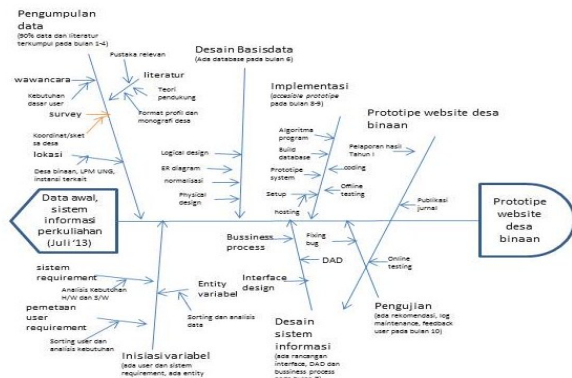 Pengumpulan
data
(90% data dan literatur
terkumpul pada bulan 1-4)
Pustaka relevan
wawancara
literatur
Teori
pendukung
Kebutuhan
dasar user
survey
Format profil dan
monografi desa
Koordinat/sket
sa desa
lokasi
Desa binaan, LPM UNG,
instansi terkait
Desain Basisdata
(Ada database pada bulan 6)
Logical design
ER diagram
normalisasi
Physical
design
Implementasi
(accesible prototipe
pada bulan 8-9)
Algoritma
program
Build
database
Prototipe
system
coding
Setup
Offline
testing
hosting
Prototipe website desa
binaan
Pelaporan hasil
Tahun I
Publikasi
jurnal
Data awal,
sistem
informasi
perkuliahan
(Juli '13)
Prototipe
website
desa
binaan
sistem
requirement
Analisis Kebutuhan
H/W dan S/W
Entity
variabel
Sorting dan analisis
data
pemetaan
user
requirement
Sorting user dan
analisis kebutuhan
Inisiasi variabel
(ada user dan sistem
requirement, ada entity
Bussiness
process
DAD
Interface
design
Desain
sistem
informasi
(ada rancangan
interface, DAD dan
bussiness process
Fixing
bug
Online
testing
Pengujian
(ada rekomendasi, log
maintenance, feedback
user pada bulan 10)